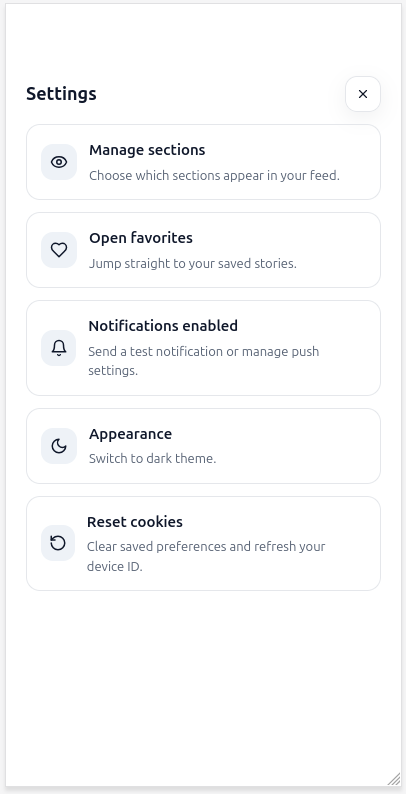 Settings
Manage sections
Choose which sections appear in your feed.
Open favorites
Jump straight to your saved stories.
Notifications enabled
Send a test notification or manage push
settings.
Appearance
Switch to dark theme.
Reset cookies
Clear saved preferences and refresh your
device ID.